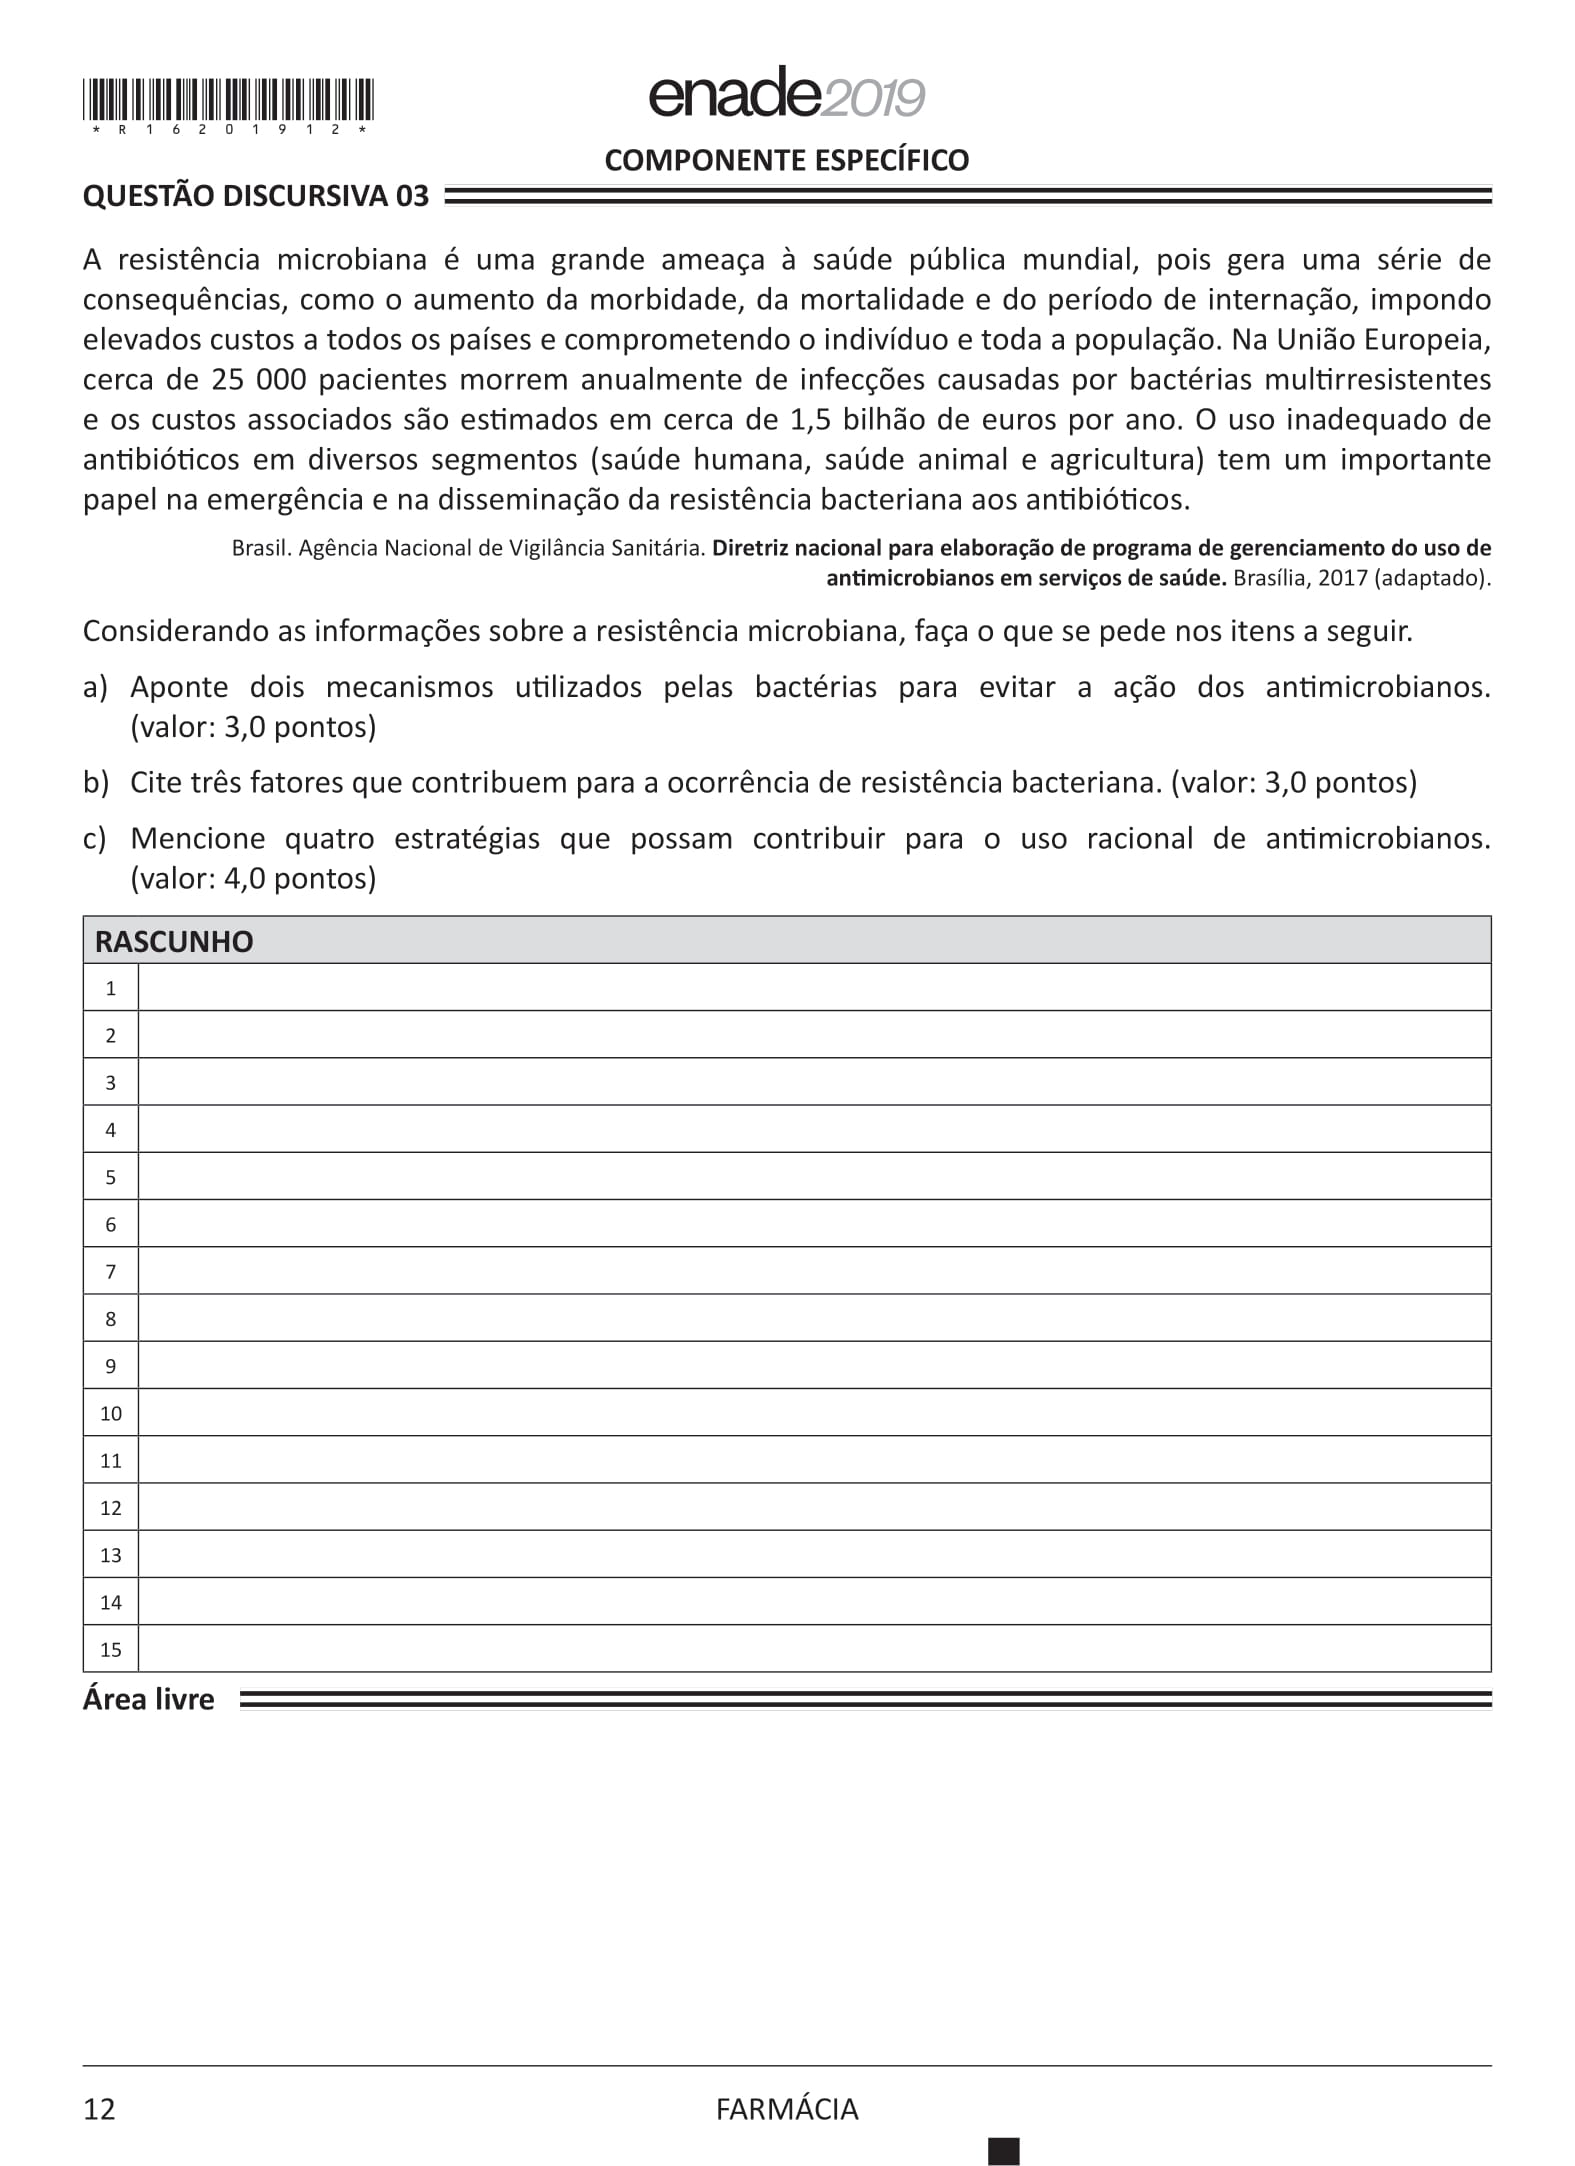 *R16201912*
enade2019
COMPONENTE ESPECÍFICO
QUESTÃO DISCURSIVA 03
A resistência microbiana é uma grande ameaça à saúde pública mundial, pois gera uma série de
consequências, como o aumento da morbidade, da mortalidade e do período de internação, impondo
elevados custos a todos os países e comprometendo o indivíduo e toda a população. Na União Europeia,
cerca de 25 000 pacientes morrem anualmente de infecções causadas por bactérias multirresistentes
e os custos associados são estimados em cerca de 1,5 bilhão de euros por ano. O uso inadequado de
antibióticos em diversos segmentos (saúde humana, saúde animal e agricultura) tem um importante
papel na emergência e na disseminação da resistência bacteriana aos antibióticos.
Brasil. Agência Nacional de Vigilância Sanitária. Diretriz nacional para elaboração de programa de gerenciamento do uso de
antimicrobianos em serviços de saúde. Brasília, 2017 (adaptado).
Considerando as informações sobre a resistência microbiana, faça o que se pede nos itens a seguir.
a) Aponte dois mecanismos utilizados pelas bactérias para evitar a ação dos antimicrobianos.
(valor: 3,0 pontos)
b) Cite três fatores que contribuem para a ocorrência de resistência bacteriana. (valor: 3,0 pontos)
c) Mencione quatro estratégias que possam contribuir para o uso racional de antimicrobianos.
(valor: 4,0 pontos)
RASCUNHO
1
2
3
4
5
6
7
8
9
10
11
12
13
14
15
Área livre
12
FARMÁCIA